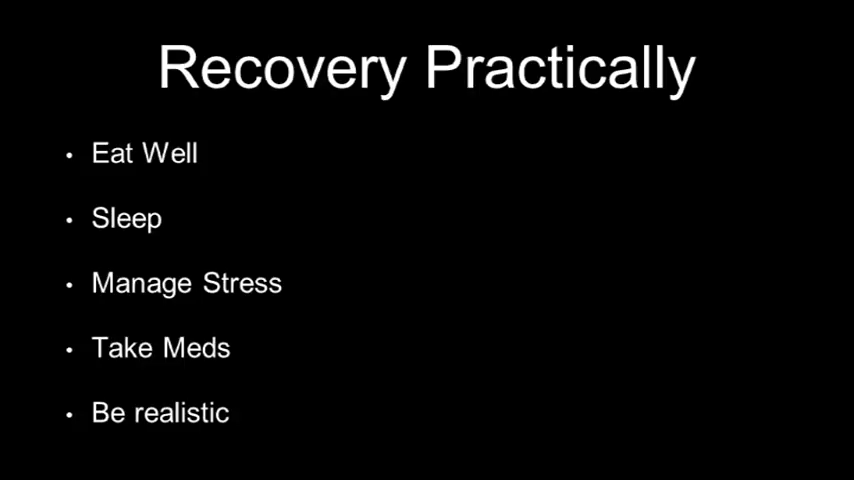 Recovery Practically
• Eat Well
• Sleep
• Manage Stress
• Take Meds
• Be realistic